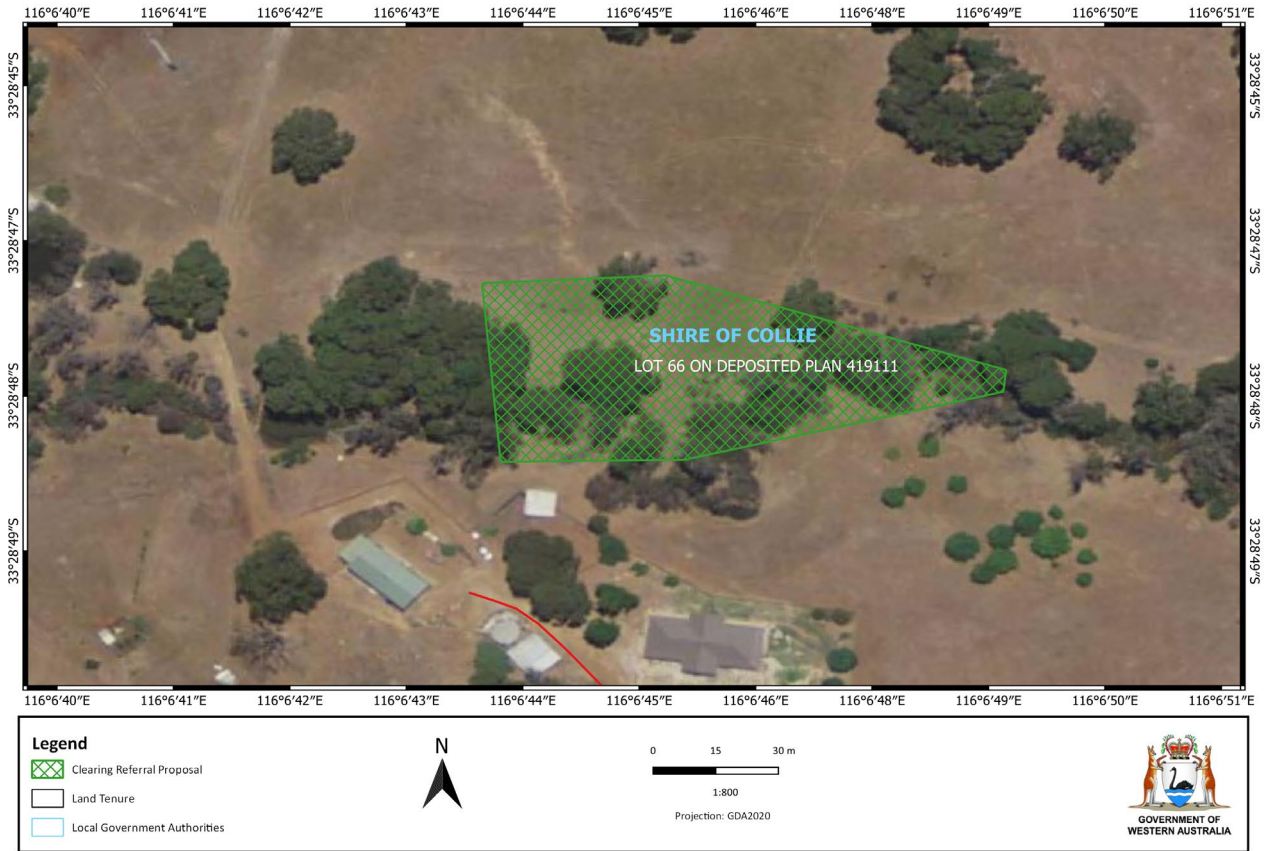 116°6'40"E 116°6'41"E 116°6'42"E 116°6'43"E 116°6'44"E 116°6'45"E 116°6'46"E 116°6'48"E 116°6'49"E 116°6'50"E 116°6'51"E
33°28'45"S 33°28'45"S
33°28'47"S 33°28'47"S
SHIRE OF COLLIE
LOT 66 ON DEPOSITED PLAN 419111
33°28'48"S 33°28'48"S
33°28'49"S 33°28'49"S
116°6'40"E 116°6'41"E 116°6'42"E 116°6'43"E 116°6'44"E 116°6'45"E 116°6'46"E 116°6'48"E 116°6'49"E 116°6'50"E 116°6'51"E
Legend
Clearing Referral Proposal
Land Tenure
Local Government Authorities
N
0 15 30 m
1:800
Projection: GDA2020
GOVERNMENT OF
WESTERN AUSTRALIA